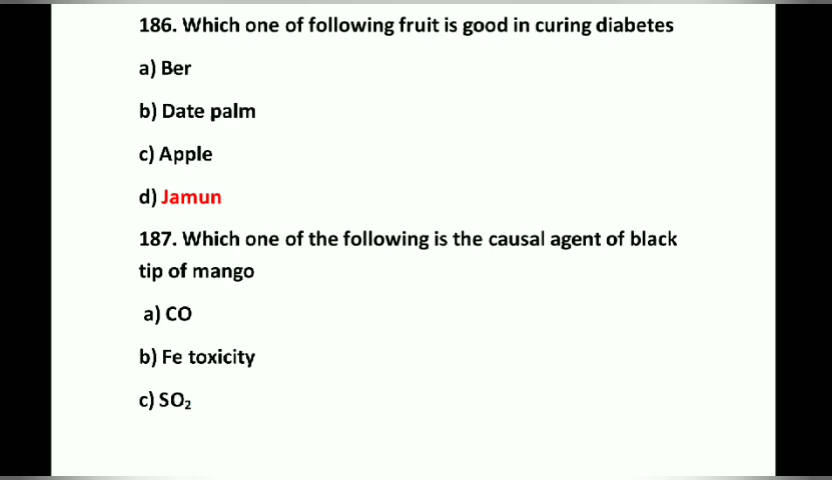 186. Which one of following fruit is good in curing diabetes
a) Ber
b) Date palm
c) Apple
d) Jamun
187. Which one of the following is the causal agent of black
tip of mango
a) CO
b) Fe toxicity
c) SO₂